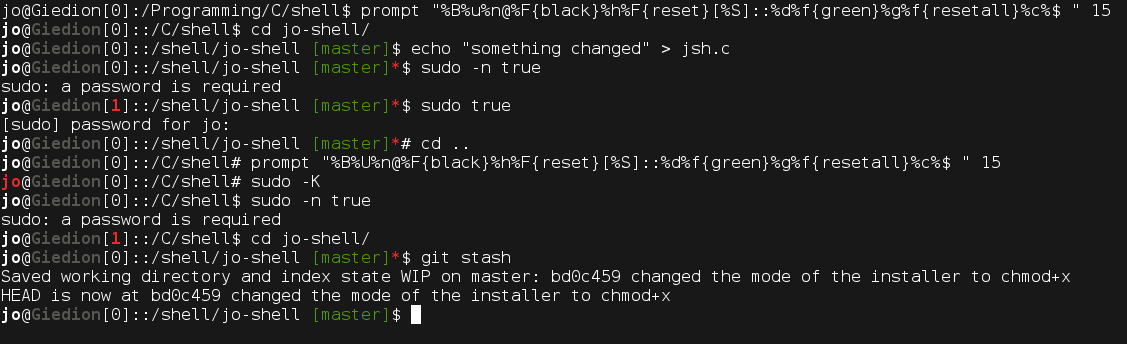 jo@Giedion[0]:/Programming/C/shell$ prompt "%B%u%n@%F{black}%h%F{reset}[%S]::%d%f{green}%g%f{resetall}%c%$ " 15
jo@Giedion[0]::/C/shell$ cd jo-shell/
jo@Giedion[0]::/shell/jo-shell [master]$ echo "something changed" > jsh.c
jo@Giedion[0]::/shell/jo-shell [master]*$ sudo -n true
sudo: a password is required
jo@Giedion[1]::/shell/jo-shell [master]*$ sudo true
[sudo] password for jo:
jo@Giedion[0]::/shell/jo-shell [master]*# cd ..
jo@Giedion[0]::/C/shell# prompt "%B%U%n@%F{black}%h%F{reset}[%S]::%d%f{green}%g%f{resetall}%c%$ " 15
jo@Giedion[0]::/C/shell# sudo -K
jo@Giedion[0]::/C/shell$ sudo -n true
sudo: a password is required
jo@Giedion[1]::/C/shell$ cd jo-shell/
jo@Giedion[0]::/shell/jo-shell [master]*$ git stash
Saved working directory and index state WIP on master: bd0c459 changed the mode of the installer to chmod+x
HEAD is now at bd0c459 changed the mode of the installer to chmod+x
jo@Giedion[0]::/shell/jo-shell [master]$